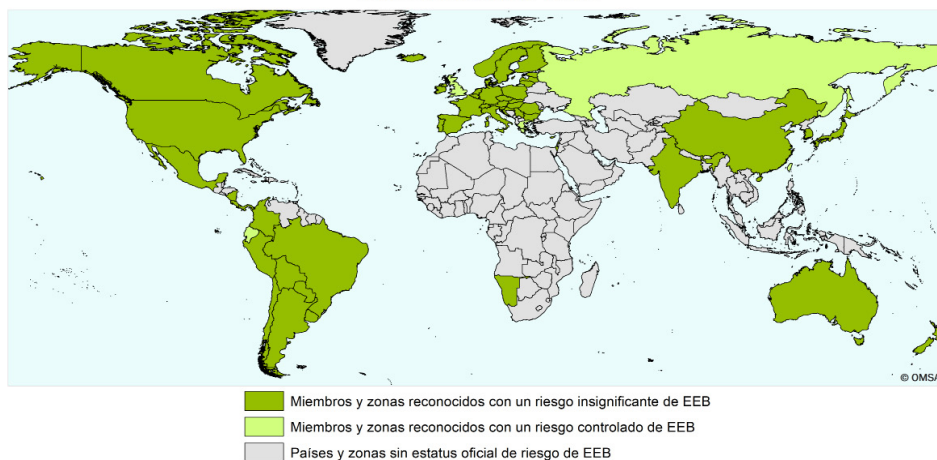 © OMSA
Miembros y zonas reconocidos con un riesgo insignificante de EEB
Miembros y zonas reconocidos con un riesgo controlado de EEB
Países y zonas sin estatus oficial de riesgo de EEB